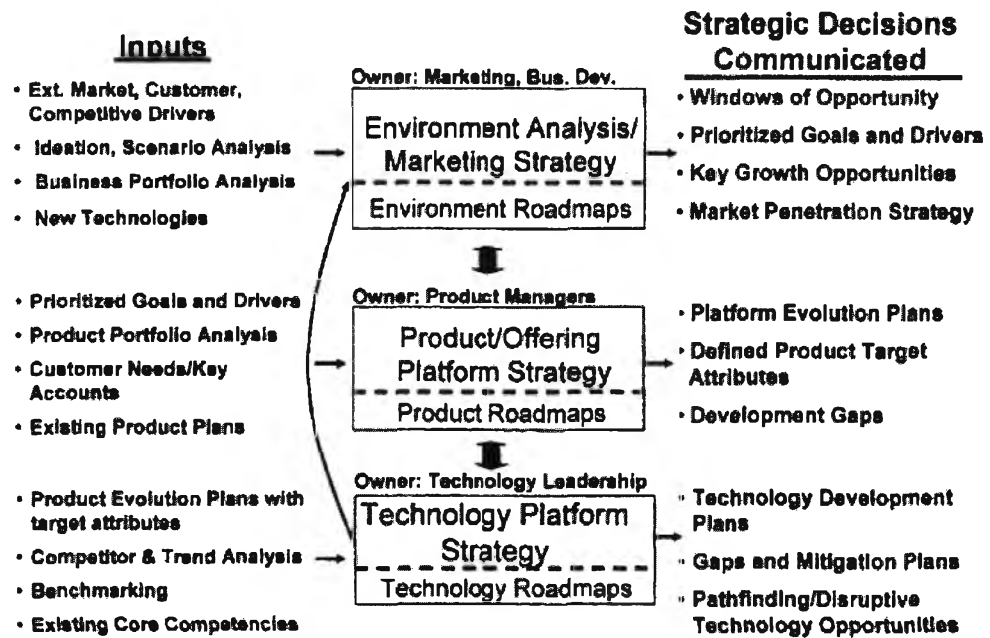 Inputs
• Ext. Market, Customer,
Competitive Drivers
• Ideation, Scenario Analysis
• Business Portfolio Analysis
• New Technologies
Owner: Marketing, Bus. Dev.
Environment Analysis/
Marketing Strategy
Environment Roadmaps
Strategic Decisions
Communicated
• Windows of Opportunity
• Prioritized Goals and Drivers
• Key Growth Opportunities
• Market Penetration Strategy
• Prioritized Goals and Drivers
• Product Portfolio Analysis
• Customer Needs/Key
Accounts
• Existing Product Plans
Owner: Product Managers
Product/Offering
Platform Strategy
Product Roadmaps
• Platform Evolution Plans
• Defined Product Target
Attributes
• Development Gaps
• Product Evolution Plans with
target attributes
• Competitor & Trend Analysis
• Benchmarking
• Existing Core Competencies
Owner: Technology Leadership
Technology Platform
Strategy
Technology Roadmaps
• Technology Development
Plans
• Gaps and Mitigation Plans
• Pathfinding/Disruptive
Technology Opportunities